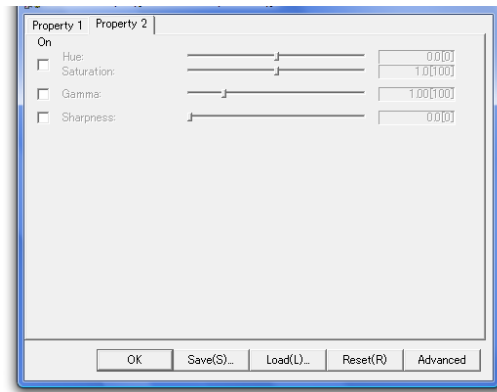 Property 1 Property 2
On
Hue: 0.0[0]
Saturation: 1.0[100]
Gamma: 1.00[100]
Sharpness: 0.0[0]
OK Save(S)... Load(L)... Reset(R) Advanced